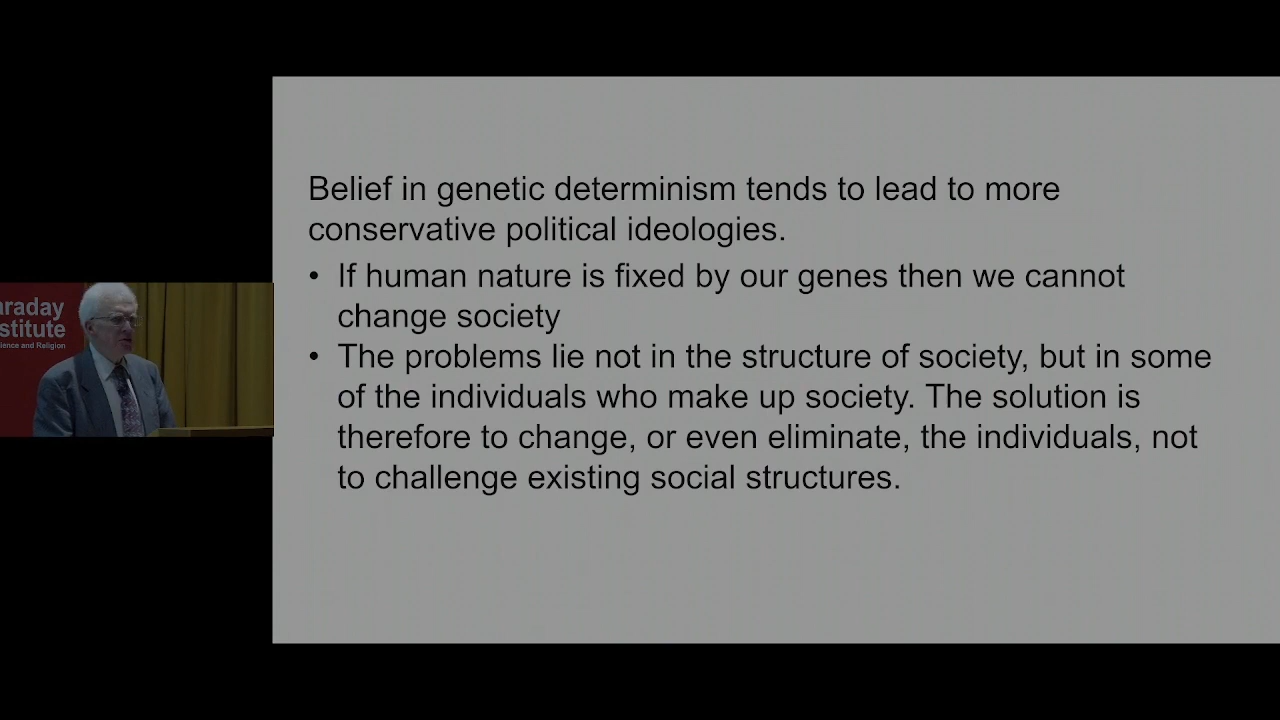 Belief in genetic determinism tends to lead to more
conservative political ideologies.
• If human nature is fixed by our genes then we cannot
change society
• The problems lie not in the structure of society, but in some
of the individuals who make up society. The solution is
therefore to change, or even eliminate, the individuals, not
to challenge existing social structures.
araday
stitute
ience and Religion